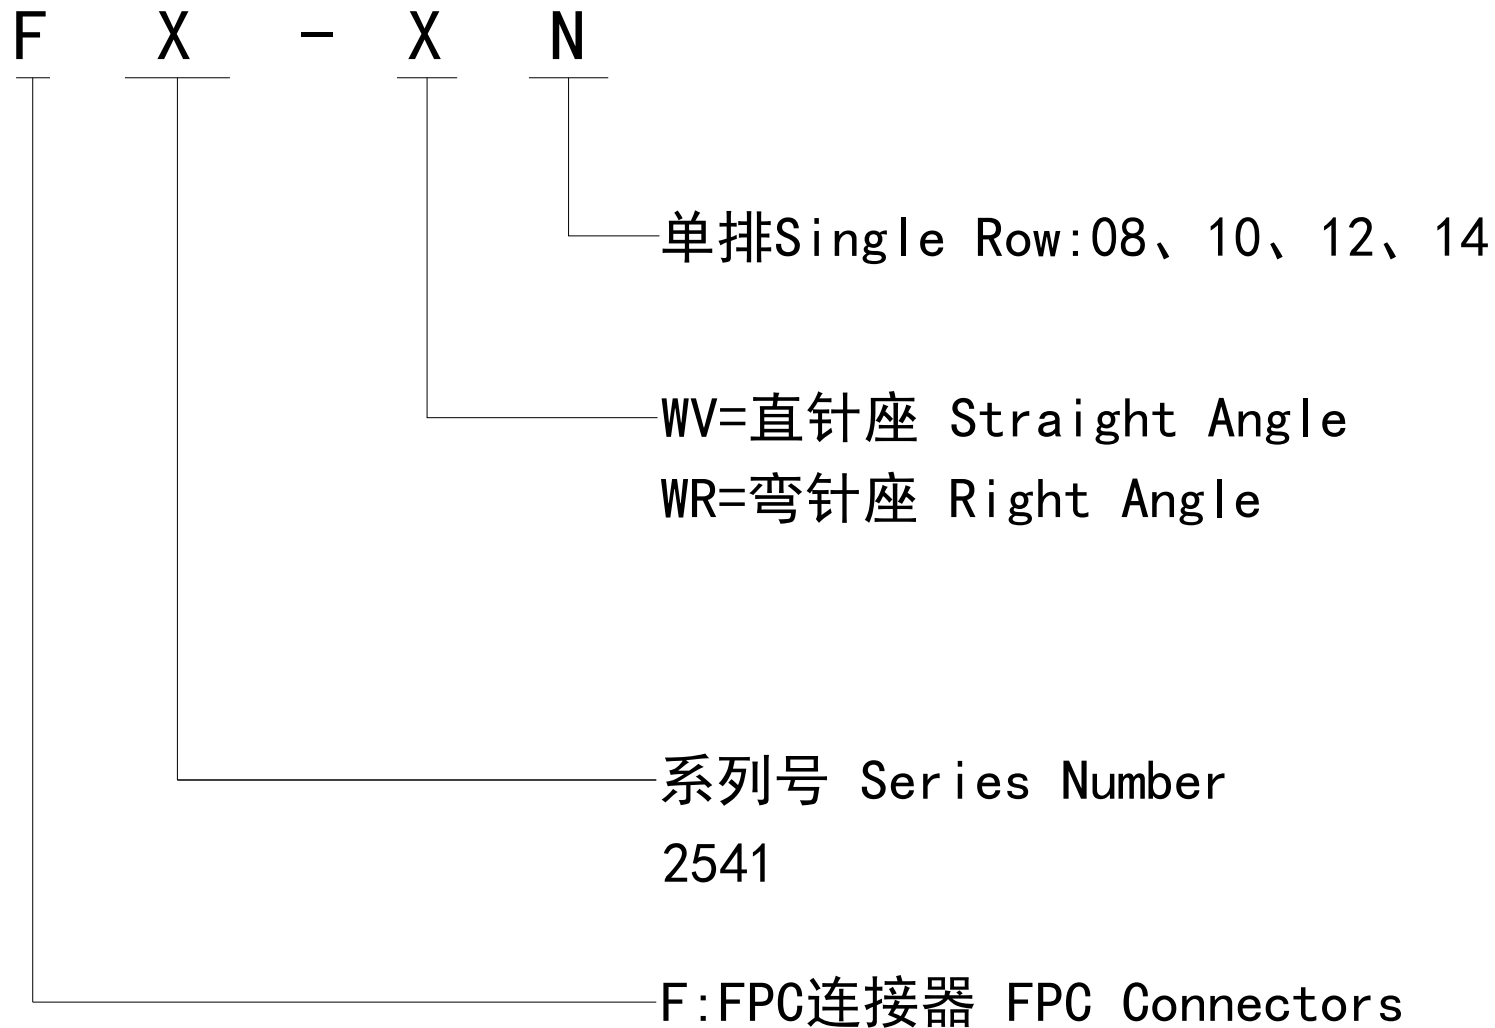 F X - X N
单排Single Row:08、10、12、14
WV=直针座 Straight Angle
WR=弯针座 Right Angle
系列号 Series Number
2541
F:FPC连接器 FPC Connectors